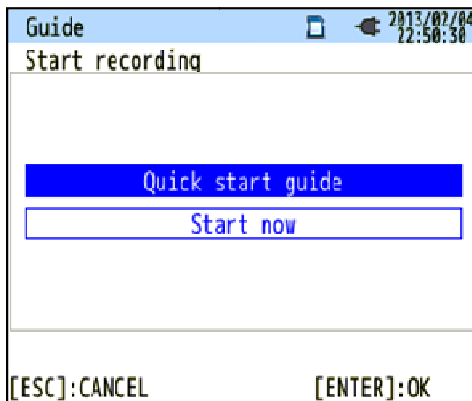 Guide 2013/02/04
22:50:30
Start recording
Quick start guide
Start now
[ESC]:CANCEL [ENTER]:OK